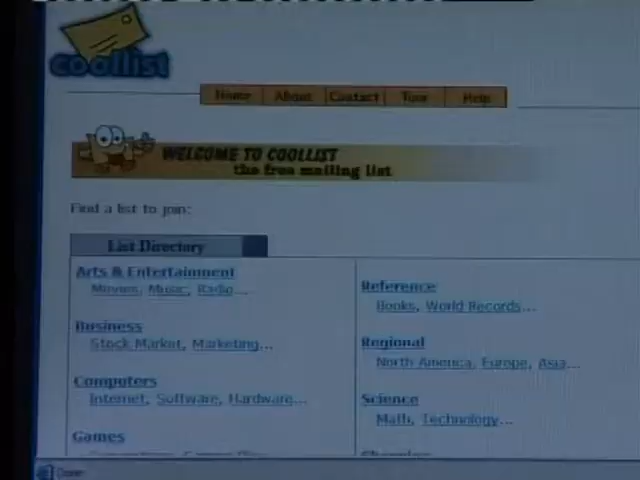 coollist
Home About Contact Tour Help
WELCOME TO COOLLIST
the free mailing list
Find a list to join:
List Directory
Arts & Entertainment
Movies, Music, Radio...
Business
Stock Market, Marketing...
Computers
Internet, Software, Hardware...
Games
Reference
Books, World Records...
Regional
North America, Europe, Asia...
Science
Math, Technology...
Done